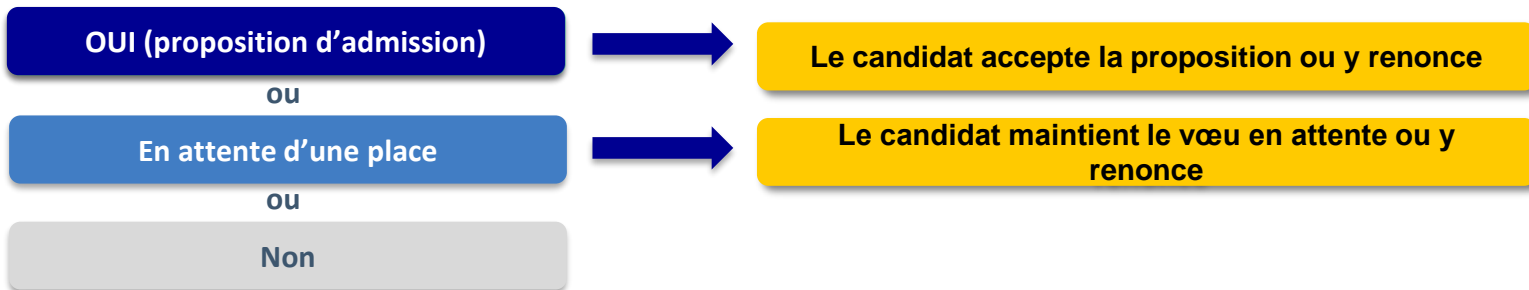 OUI (proposition d’admission)
Le candidat accepte la proposition ou y renonce
ou
En attente d’une place
Le candidat maintient le vœu en attente ou y
renonce
ou
Non